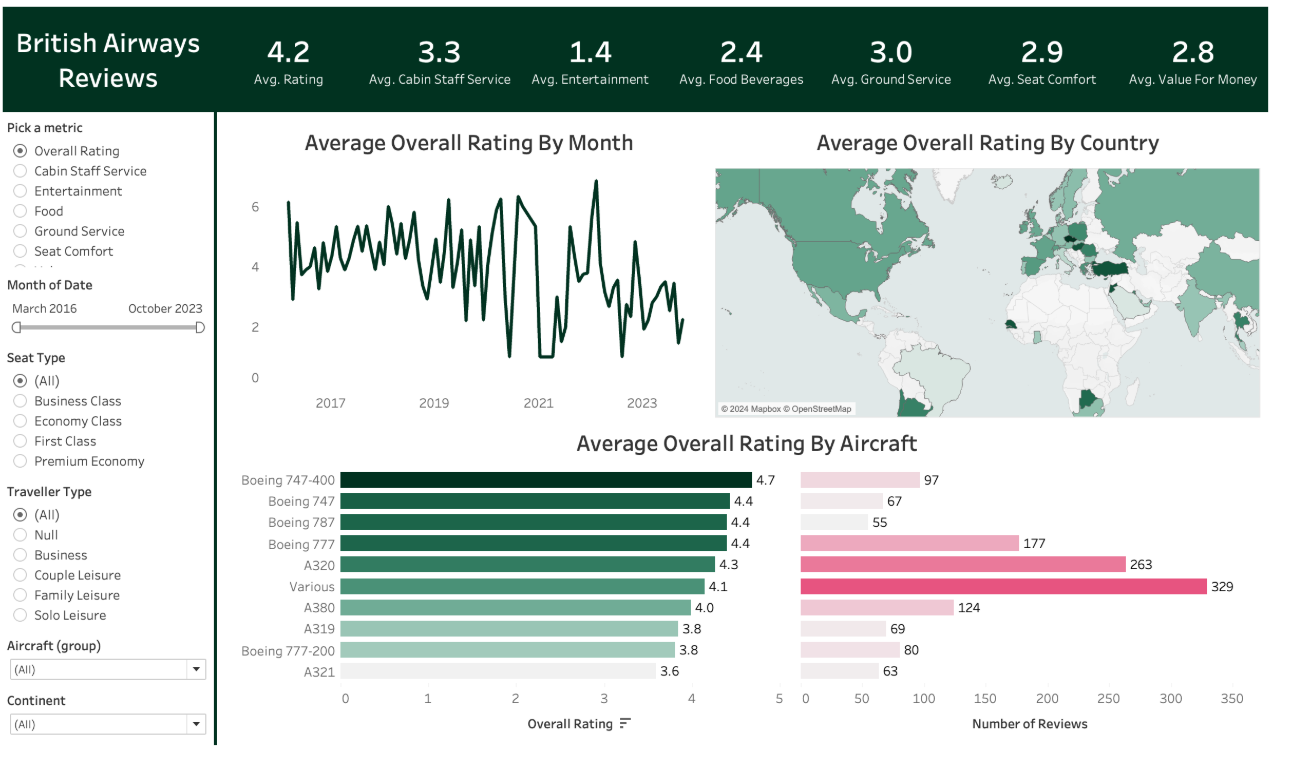 British Airways
Reviews
4.2
Avg. Rating
3.3
Avg. Cabin Staff Service
1.4
Avg. Entertainment
2.4
Avg. Food Beverages
3.0
Avg. Ground Service
2.9
Avg. Seat Comfort
2.8
Avg. Value For Money
Pick a metric
Overall Rating
Cabin Staff Service
Entertainment
Food
Ground Service
Seat Comfort
Month of Date
March 2016
October 2023
Seat Type
(All)
Business Class
Economy Class
First Class
Premium Economy
Traveller Type
(All)
Null
Business
Couple Leisure
Family Leisure
Solo Leisure
Aircraft (group)
(All)
Continent
(All)
Average Overall Rating By Month
6
4
2
0
2017
2019
2021
2023
Average Overall Rating By Country
© 2024 Mapbox © OpenStreetMap
Average Overall Rating By Aircraft
Boeing 747-400 4.7 97
Boeing 747 4.4 67
Boeing 787 4.4 55
Boeing 777 4.4 177
A320 4.3 263
Various 4.1 329
A380 4.0 124
A319 3.8 69
Boeing 777-200 3.8 80
A321 3.6 63
0 1 2 3 4 5
0 50 100 150 200 250 300 350
Overall Rating
Number of Reviews